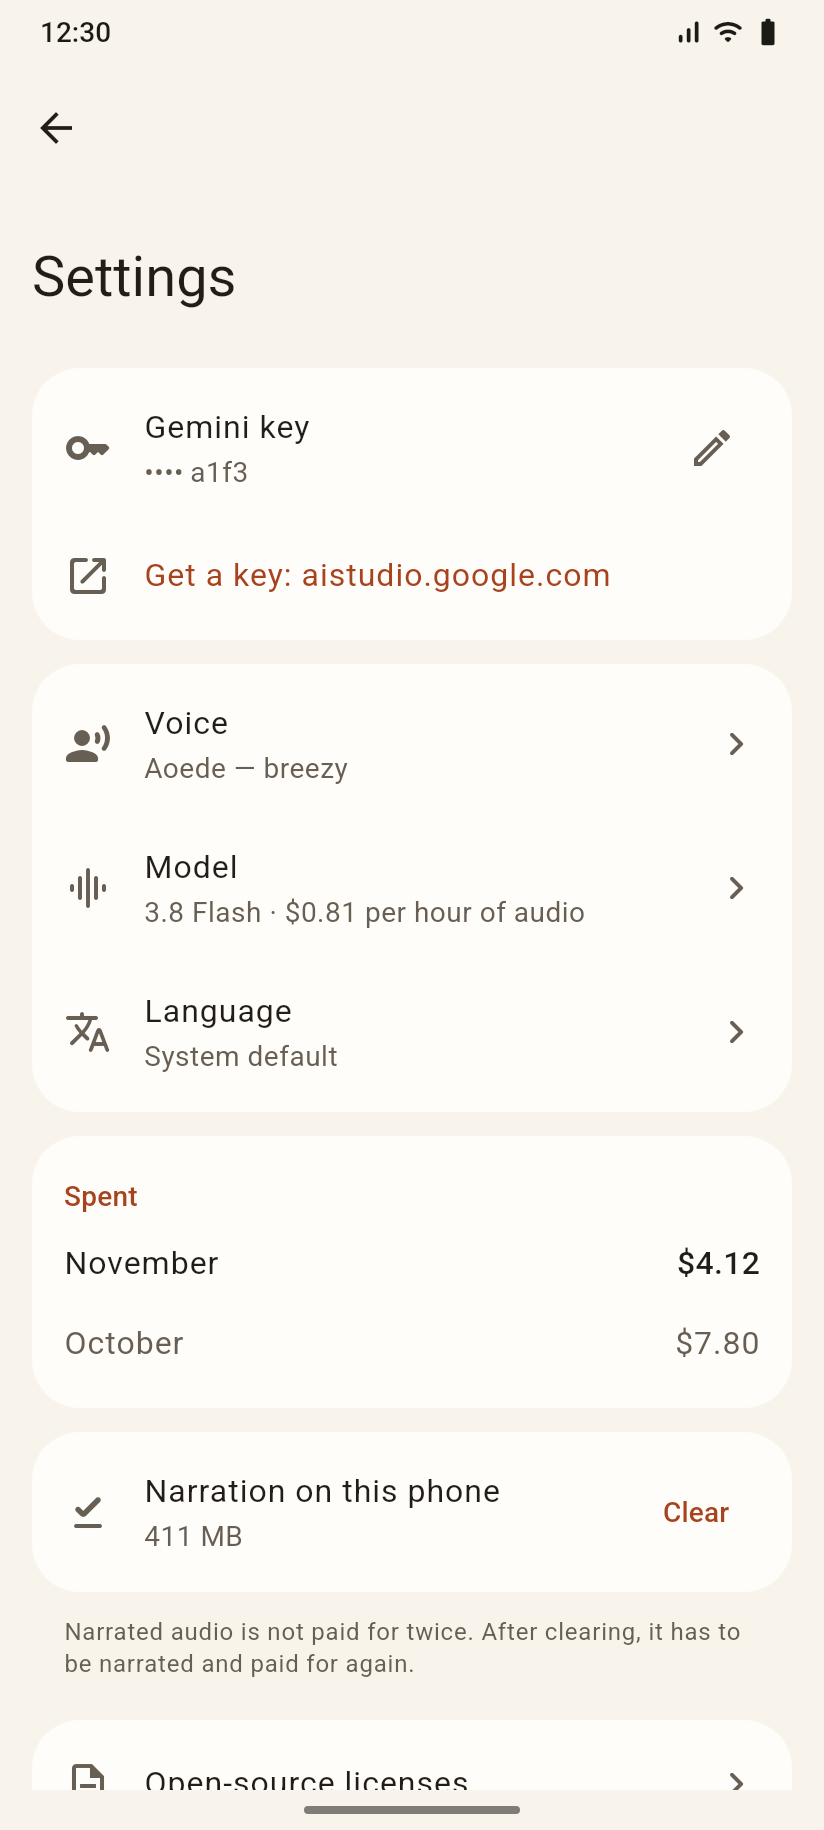 12:30
Settings
Gemini key
•••• a1f3
Get a key: aistudio.google.com
Voice
Aoede — breezy
Model
3.8 Flash · $0.81 per hour of audio
Language
System default
Spent
November $4.12
October $7.80
Narration on this phone
411 MB
Clear
Narrated audio is not paid for twice. After clearing, it has to
be narrated and paid for again.
Open-source licenses